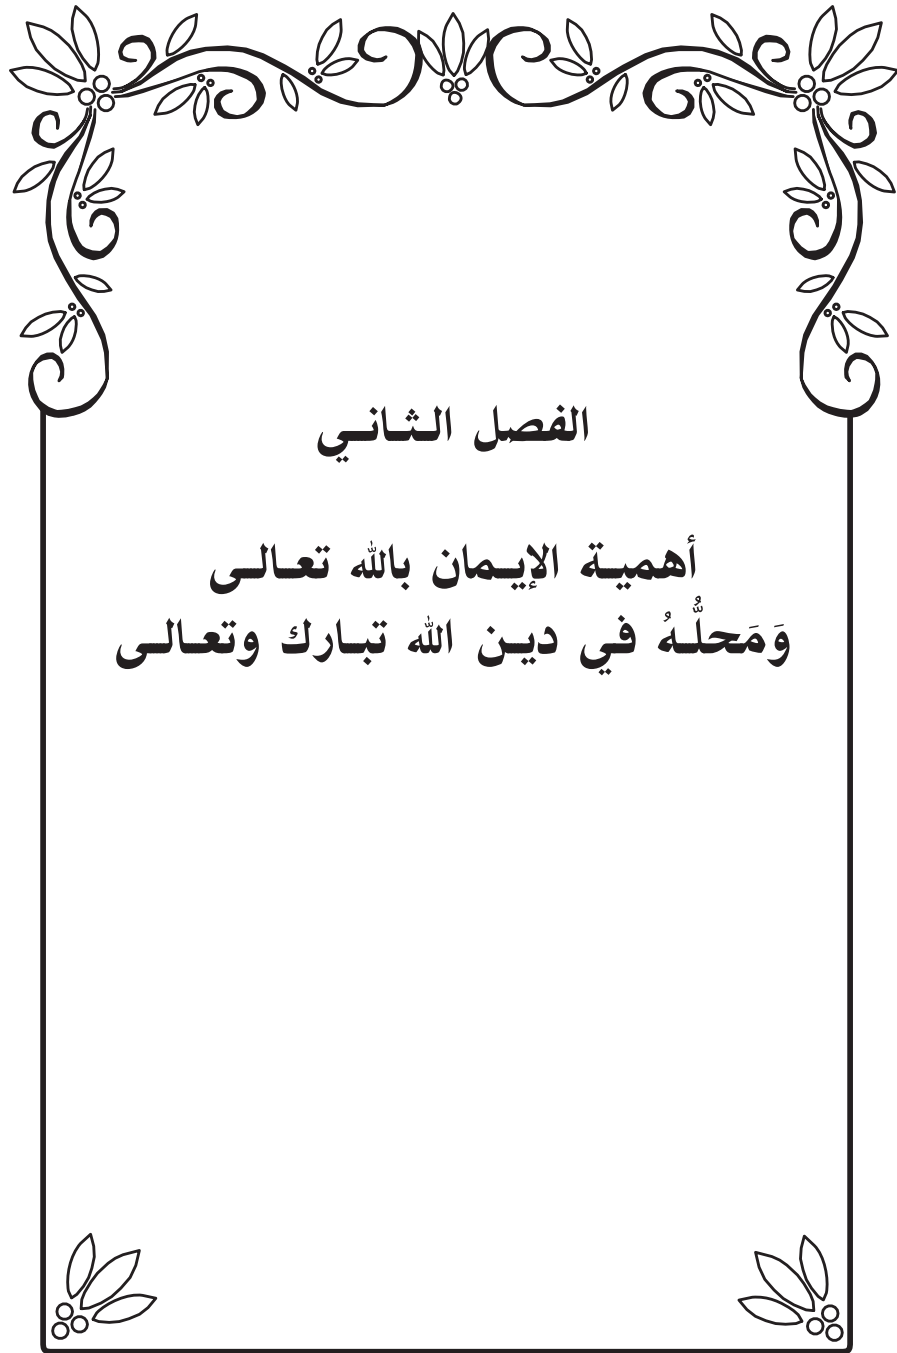 الفصل الثاني
أهمية الإيمان بالله تعالى
وَمَحلُّهُ في دين الله تبارك وتعالى